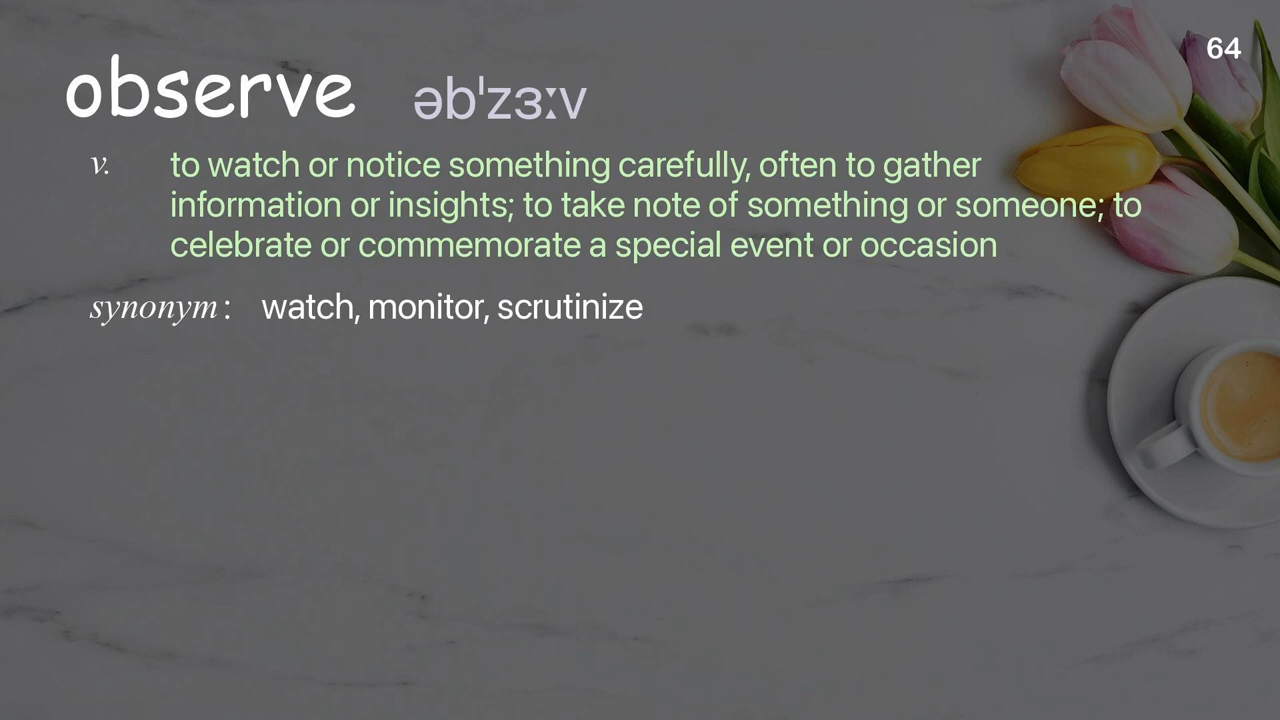 64
observe əbˈzɜːv
v. to watch or notice something carefully, often to gather
information or insights; to take note of something or someone; to
celebrate or commemorate a special event or occasion
synonym : watch, monitor, scrutinize